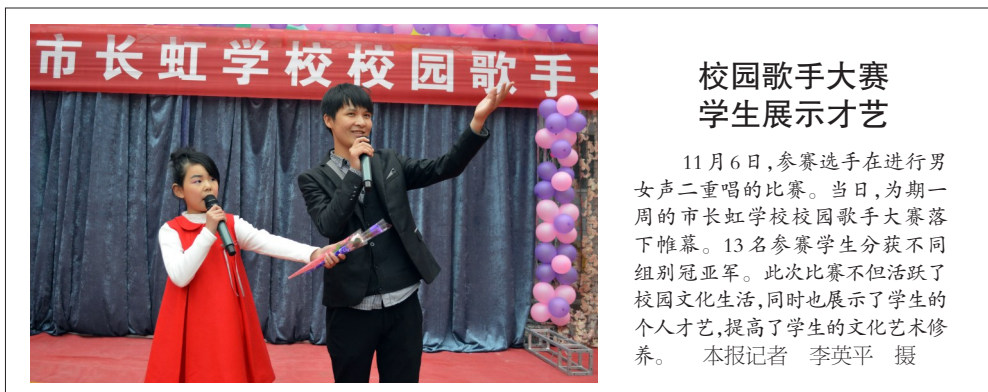 市长虹学校校园歌手
校园歌手大赛
学生展示才艺
11月6日,参赛选手在进行男
女声二重唱的比赛。当日,为期一
周的市长虹学校校园歌手大赛落
下帷幕。13名参赛学生分获不同
组别冠亚军。此次比赛不但活跃了
校园文化生活,同时也展示了学生的
个人才艺,提高了学生的文化艺术修
养。 本报记者 李英平 摄